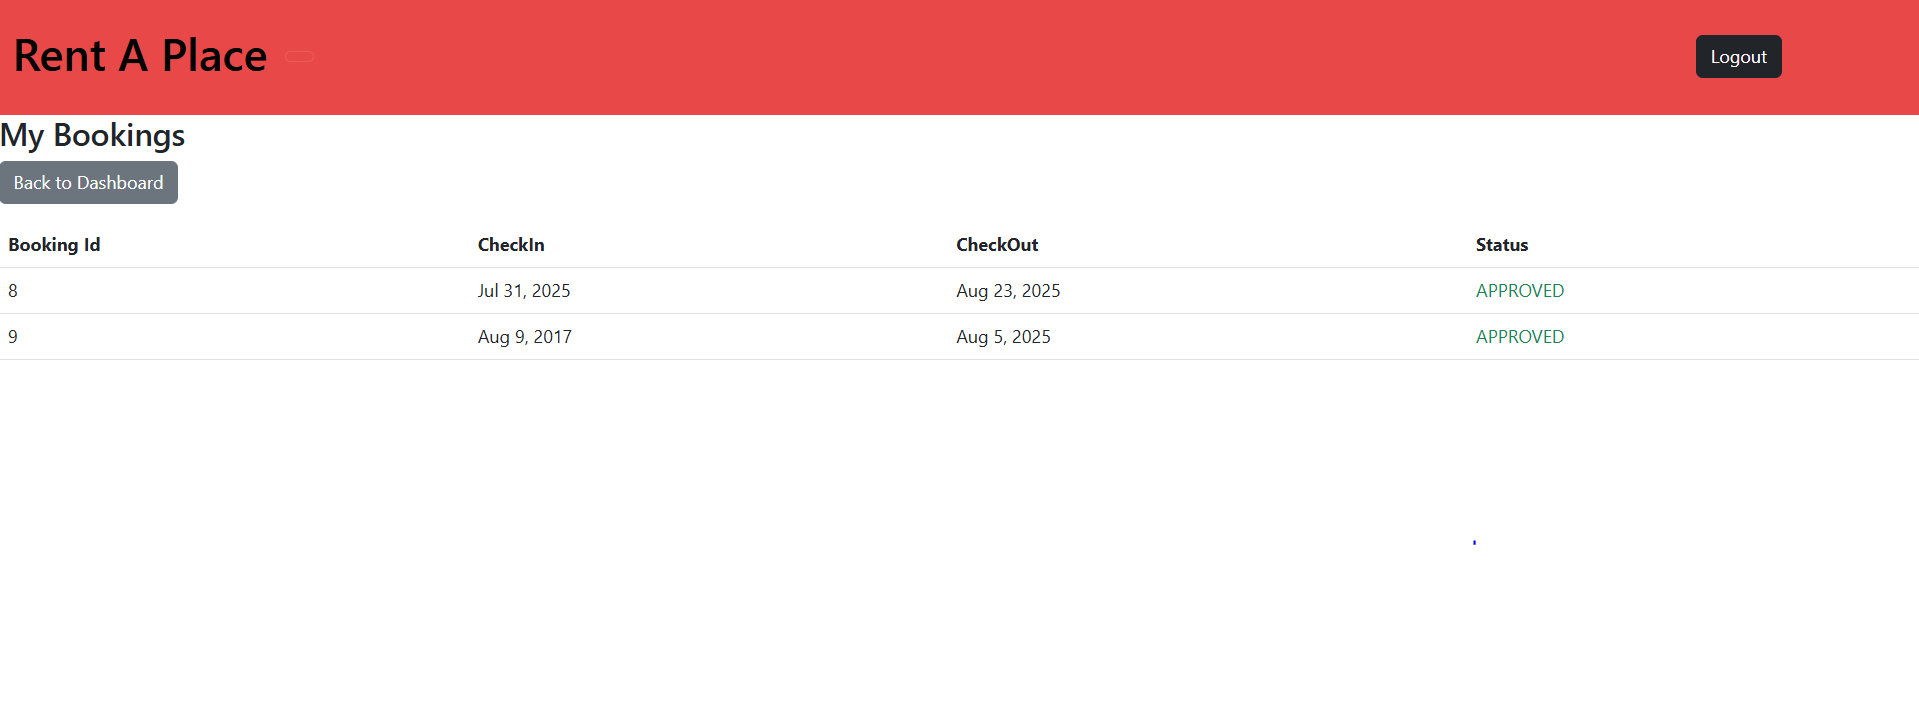 Rent A Place
Logout
My Bookings
Back to Dashboard
Booking Id CheckIn CheckOut Status
8 Jul 31, 2025 Aug 23, 2025 APPROVED
9 Aug 9, 2017 Aug 5, 2025 APPROVED